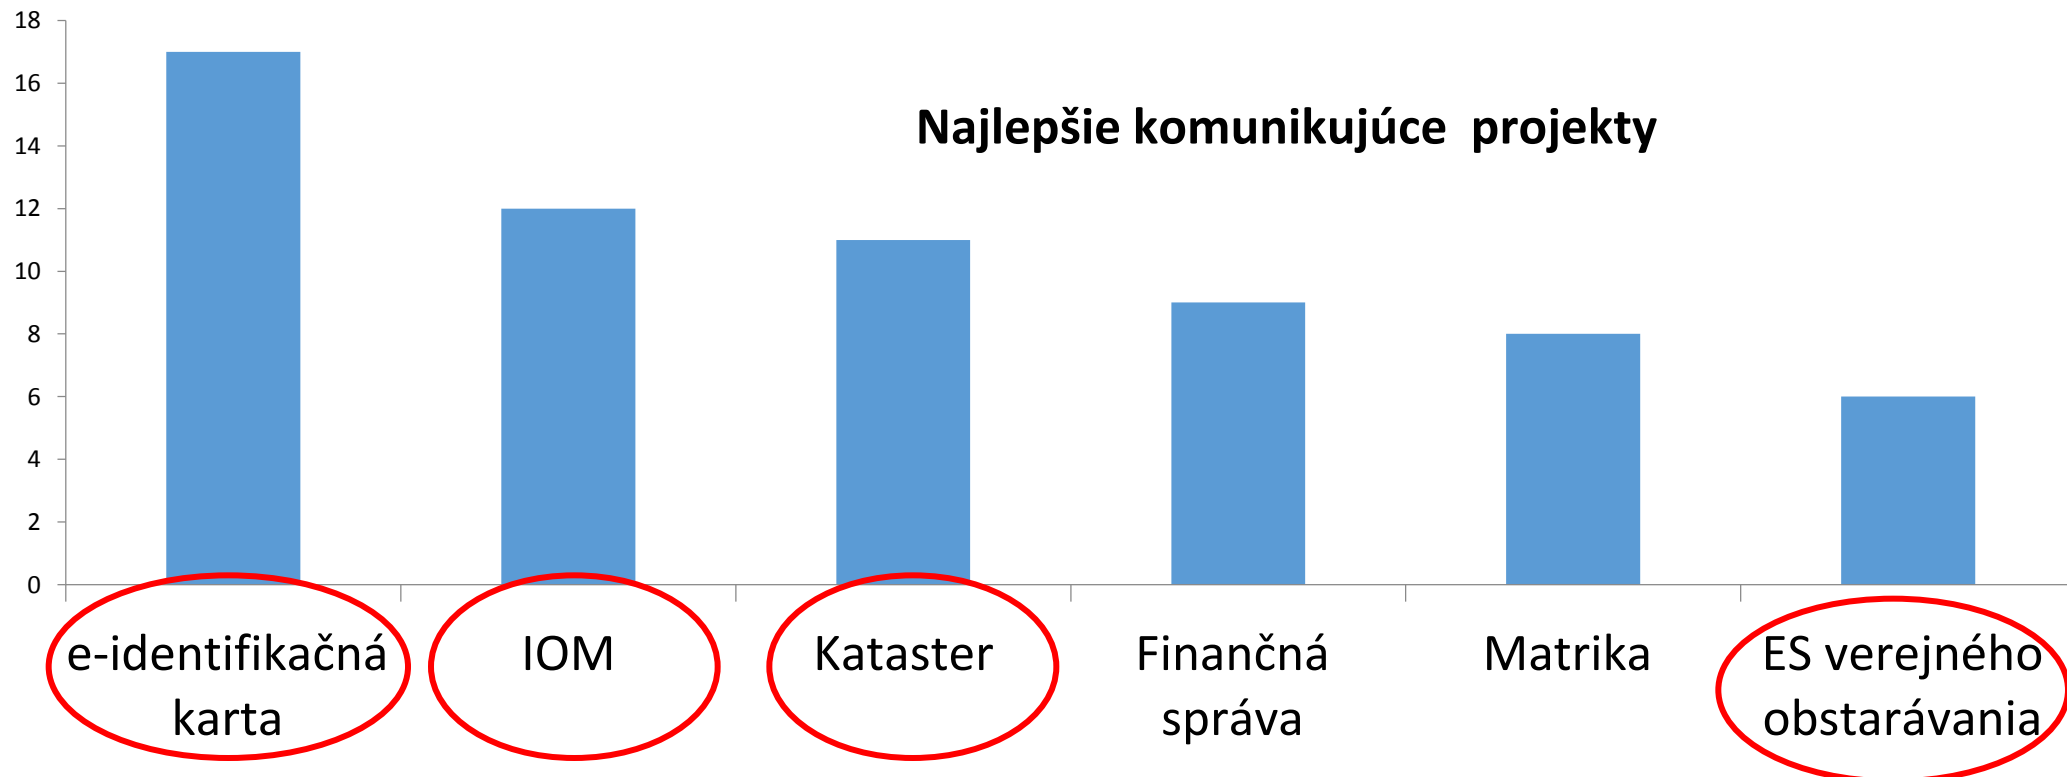 18
16
14
12
10
8
6
4
2
0
Najlepšie komunikujúce  projekty
e-identifikačná
karta
IOM
Kataster
Finančná
správa
Matrika
ES verejného
obstarávania